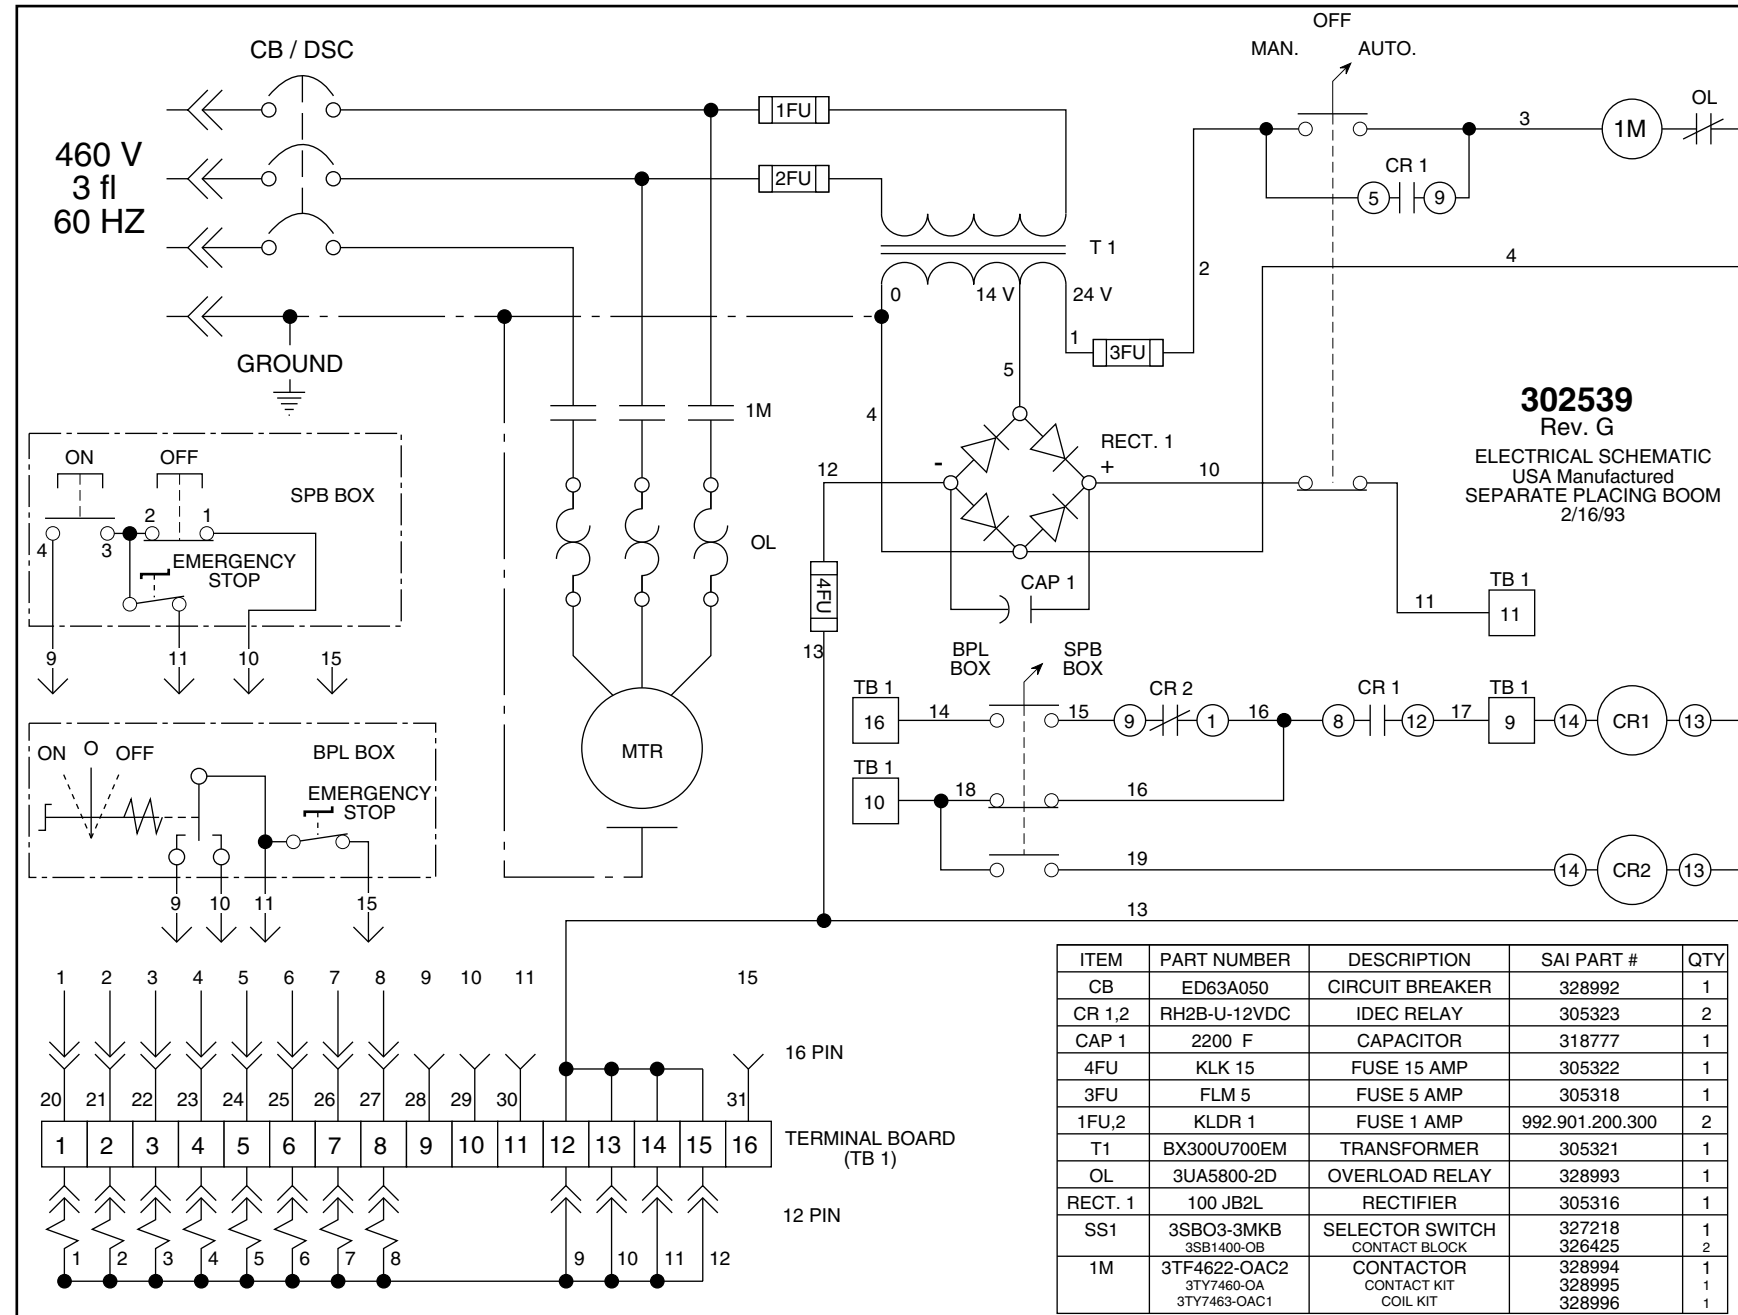 OFF
MAN. AUTO.
CB / DSC
1FU
3
1M
OL
460 V
3 fl
60 HZ
2FU
CR 1
5 9
T 1
4
2
0 14 V 24 V
1
3FU
GROUND
5
302539
Rev. G
ELECTRICAL SCHEMATIC
USA Manufactured
SEPARATE PLACING BOOM
2/16/93
1M
4
RECT. 1
- +
12
10
ON OFF
SPB BOX
2 1
4 3
EMERGENCY
STOP
OL
4FU
CAP 1
TB 1
11
11
9 11 10 15
13
BPL
BOX
SPB
BOX
TB 1
16
14
15
CR 2
9 1
16
CR 1
8 12
17
TB 1
9
14 CR1 13
ON O OFF
BPL BOX
EMERGENCY
STOP
MTR
TB 1
10
18
16
19
14 CR2 13
9 10 11 15
13
1 2 3 4 5 6 7 8 9 10 11 15
16 PIN
20 21 22 23 24 25 26 27 28 29 30 31
1 2 3 4 5 6 7 8 9 10 11 12 13 14 15 16
TERMINAL BOARD
(TB 1)
12 PIN
1 2 3 4 5 6 7 8 9 10 11 12
ITEM PART NUMBER DESCRIPTION SAI PART # QTY
CB ED63A050 CIRCUIT BREAKER 328992 1
CR 1,2 RH2B-U-12VDC IDEC RELAY 305323 2
CAP 1 2200 F CAPACITOR 318777 1
4FU KLK 15 FUSE 15 AMP 305322 1
3FU FLM 5 FUSE 5 AMP 305318 1
1FU,2 KLDR 1 FUSE 1 AMP 992.901.200.300 2
T1 BX300U700EM TRANSFORMER 305321 1
OL 3UA5800-2D OVERLOAD RELAY 328993 1
RECT. 1 100 JB2L RECTIFIER 305316 1
SS1 3SBO3-3MKB SELECTOR SWITCH 327218 1
3SB1400-OB CONTACT BLOCK 326425 2
1M 3TF4622-OAC2 CONTACTOR 328994 1
3TY7460-OA CONTACT KIT 328995 1
3TY7463-OAC1 COIL KIT 328996 1